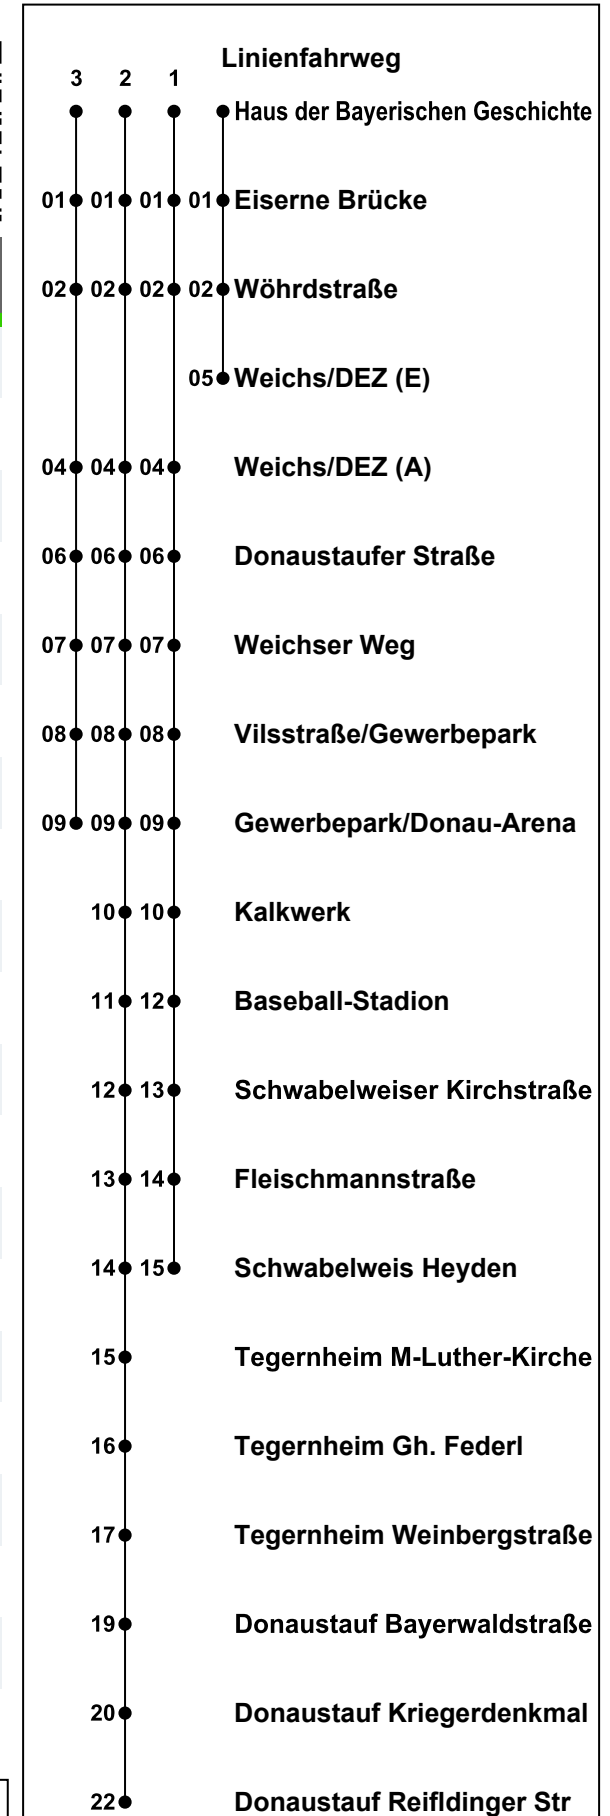 Linienfahrweg
3 2 1
Haus der Bayerischen Geschichte
01 01 01 01 Eiserne Brücke
02 02 02 02 Wöhrdstraße
05 Weichs/DEZ (E)
04 04 04 Weichs/DEZ (A)
06 06 06 Donaustaufer Straße
07 07 07 Weichser Weg
08 08 08 Vilsstraße/Gewerbepark
09 09 09 Gewerbepark/Donau-Arena
10 10 Kalkwerk
11 12 Baseball-Stadion
12 13 Schwabelweiser Kirchstraße
13 14 Fleischmannstraße
14 15 Schwabelweis Heyden
15 Tegernheim M-Luther-Kirche
16 Tegernheim Gh. Federl
17 Tegernheim Weinbergstraße
19 Donaustauf Bayerwaldstraße
20 Donaustauf Kriegerdenkmal
22 Donaustauf Reifldinger Str